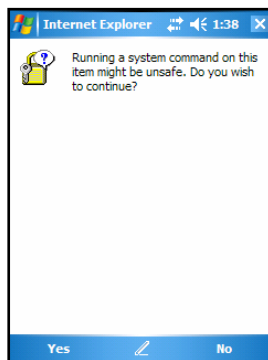 Internet Explorer 1:38
Running a system command on this
item might be unsafe. Do you wish
to continue?
Yes No